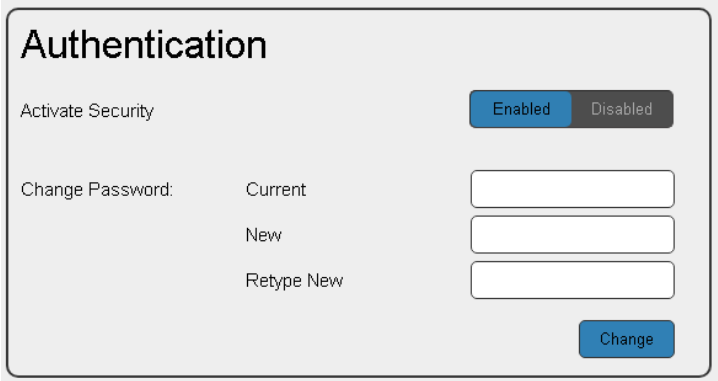 Authentication
Activate Security Enabled Disabled
Change Password: Current
New
Retype New
Change